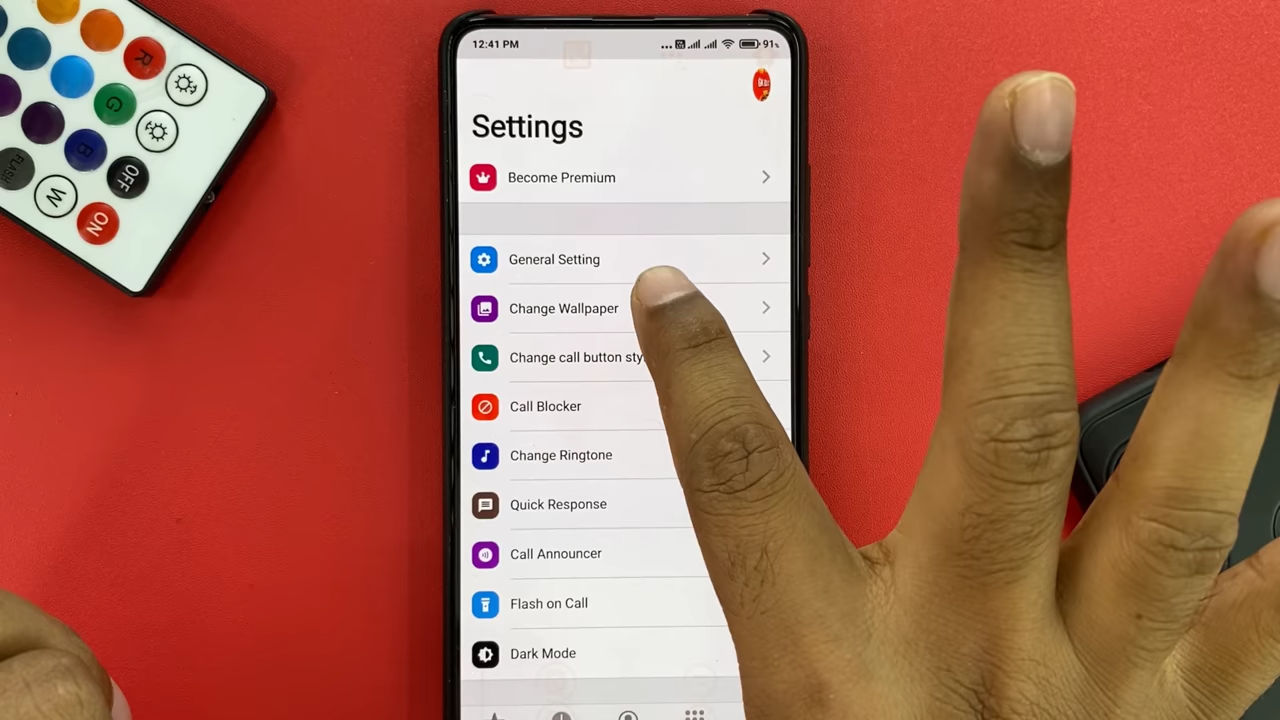 12:41 PM
91%
Settings
Become Premium
General Setting
Change Wallpaper
Change call button sty
Call Blocker
Change Ringtone
Quick Response
Call Announcer
Flash on Call
Dark Mode
R
G
B
OFF
FLASH
W
ON